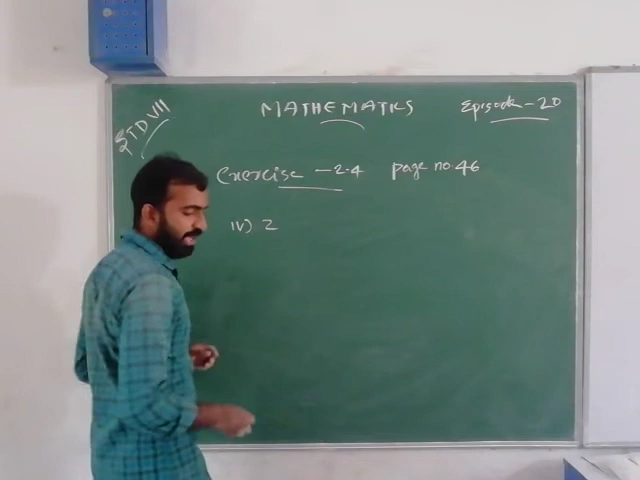 STD VII
MATHEMATICS
Episode - 20
Exercise - 2.4 page no. 46
iv) 2